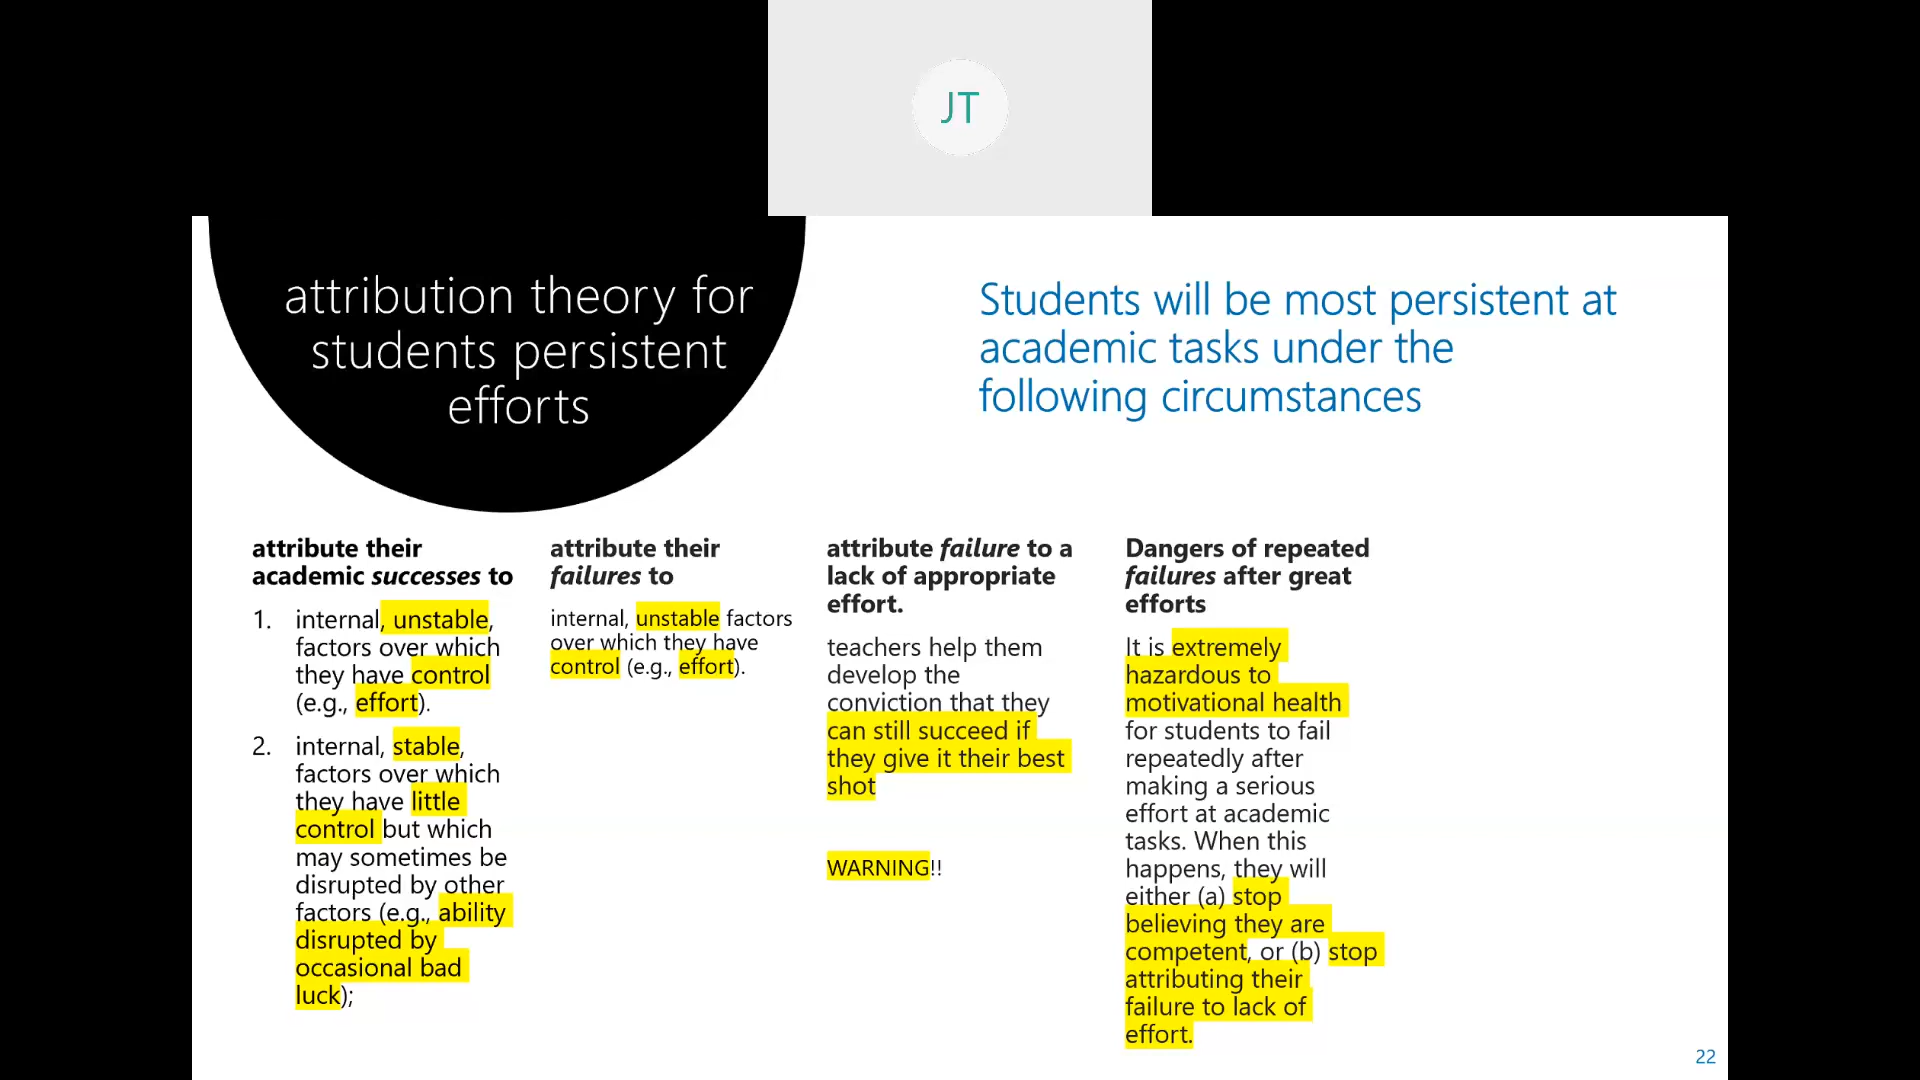 JT
attribution theory for
students persistent
efforts
Students will be most persistent at
academic tasks under the
following circumstances
attribute their
academic successes to
1. internal, unstable,
factors over which
they have control
(e.g., effort).
2. internal, stable,
factors over which
they have little
control but which
may sometimes be
disrupted by other
factors (e.g., ability
disrupted by
occasional bad
luck);
attribute their
failures to
internal, unstable factors
over which they have
control (e.g., effort).
attribute failure to a
lack of appropriate
effort.
teachers help them
develop the
conviction that they
can still succeed if
they give it their best
shot
WARNING!!
Dangers of repeated
failures after great
efforts
It is extremely
hazardous to
motivational health
for students to fail
repeatedly after
making a serious
effort at academic
tasks. When this
happens, they will
either (a) stop
believing they are
competent, or (b) stop
attributing their
failure to lack of
effort.
22